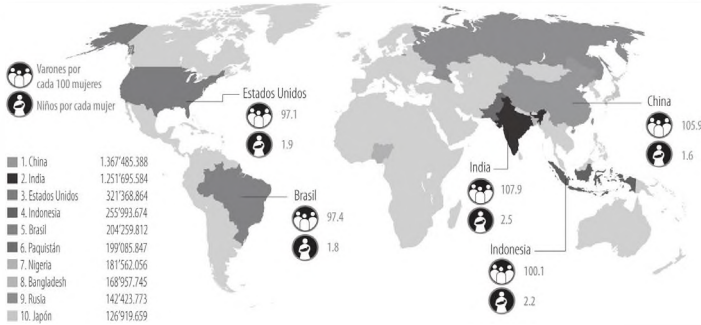 Varones por
cada 100 mujeres
Niños por cada mujer
Estados Unidos
97.1
1.9
China
105.9
1.6
India
107.9
2.5
Brasil
97.4
1.8
Indonesia
100.1
2.2
1. China 1.367'485.388
2. India 1.251'695.584
3. Estados Unidos 321'368.864
4. Indonesia 255'993.674
5. Brasil 204'259.812
6. Paquistán 199'085.847
7. Nigeria 181'562.056
8. Bangladesh 168'957.745
9. Rusia 142'423.773
10. Japón 126'919.659